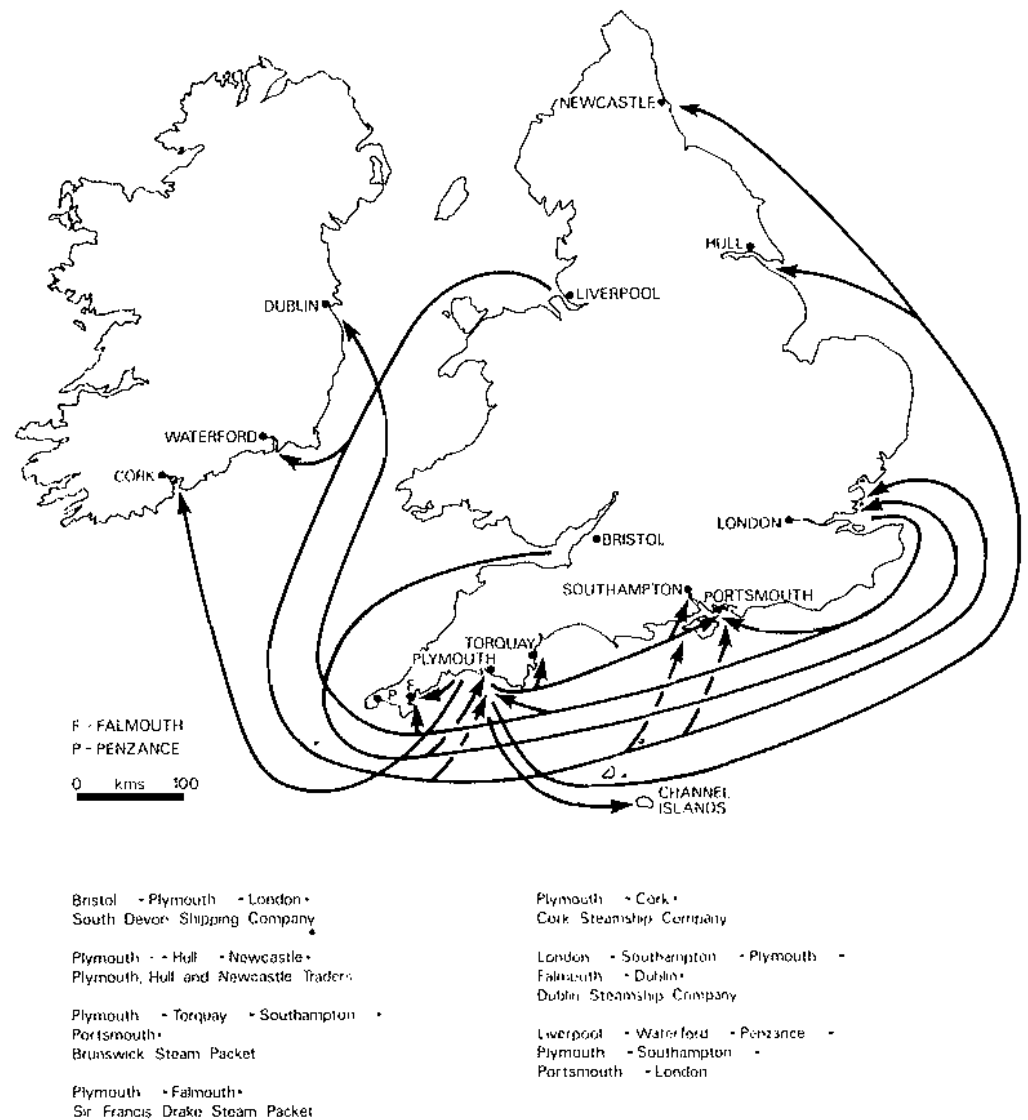 NEWCASTLE
HULL
LIVERPOOL
DUBLIN
WATERFORD
CORK
LONDON
BRISTOL
SOUTHAMPTON
PORTSMOUTH
TORQUAY
PLYMOUTH
P F
F - FALMOUTH
P - PENZANCE
0 kms 100
CHANNEL
ISLANDS
Bristol - Plymouth - London -
South Devon Shipping Company
Plymouth - - Hull - Newcastle -
Plymouth, Hull and Newcastle Traders
Plymouth - Torquay - Southampton -
Portsmouth -
Brunswick Steam Packet
Plymouth - Falmouth -
Sir Francis Drake Steam Packet
Plymouth - Cork -
Cork Steamship Company
London - Southampton - Plymouth -
Falmouth - Dublin -
Dublin Steamship Company
Liverpool - Waterford - Penzance -
Plymouth - Southampton -
Portsmouth - London